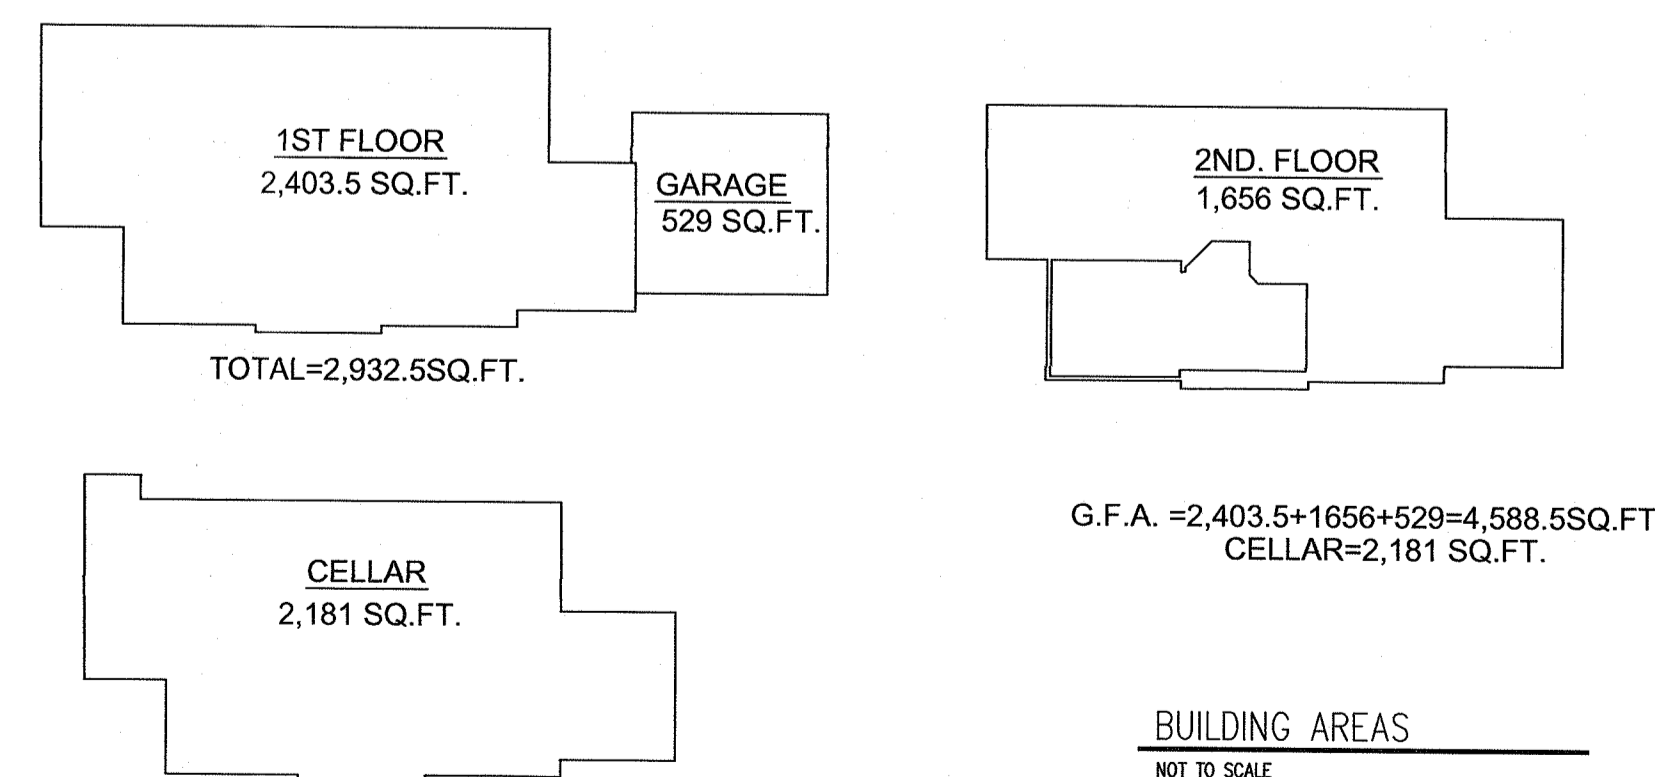 1ST FLOOR
2,403.5 SQ.FT.
GARAGE
529 SQ.FT.
TOTAL=2,932.5SQ.FT.
2ND. FLOOR
1,656 SQ.FT.
CELLAR
2,181 SQ.FT.
G.F.A. =2,403.5+1656+529=4,588.5SQ.FT
CELLAR=2,181 SQ.FT.
BUILDING AREAS
NOT TO SCALE